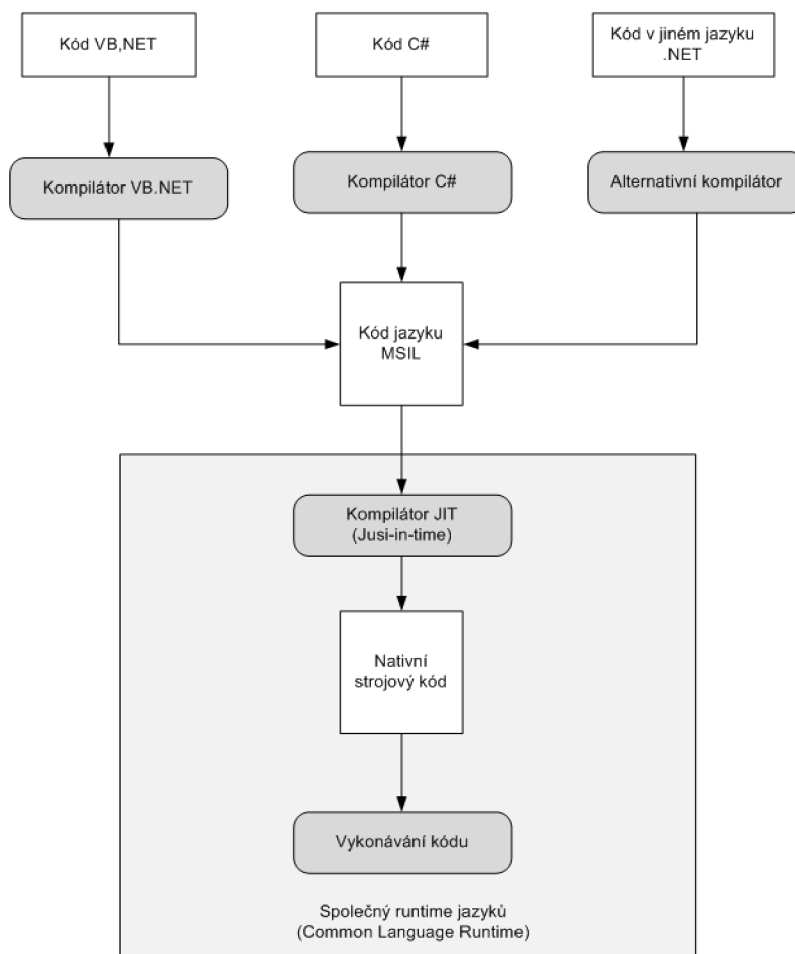 Kód VB,NET
Kód C#
Kód v jiném jazyku
.NET
Kompilátor VB.NET
Kompilátor C#
Alternativní kompilátor
Kód jazyku
MSIL
Kompilátor JIT
(Jusi-in-time)
Nativní
strojový kód
Vykonávání kódu
Společný runtime jazyků
(Common Language Runtime)